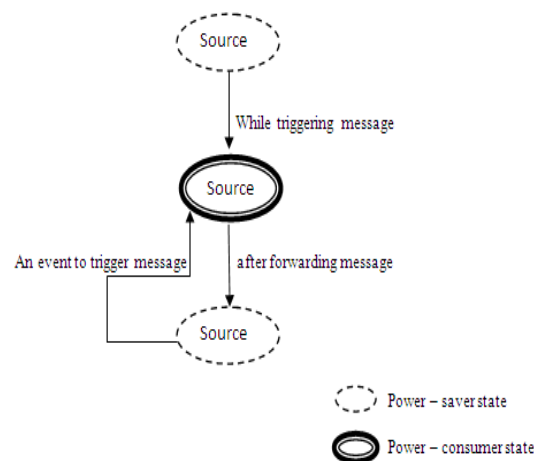 Source
While triggering message
Source
An event to trigger message
after forwarding message
Source
Power – saver state
Power – consumer state